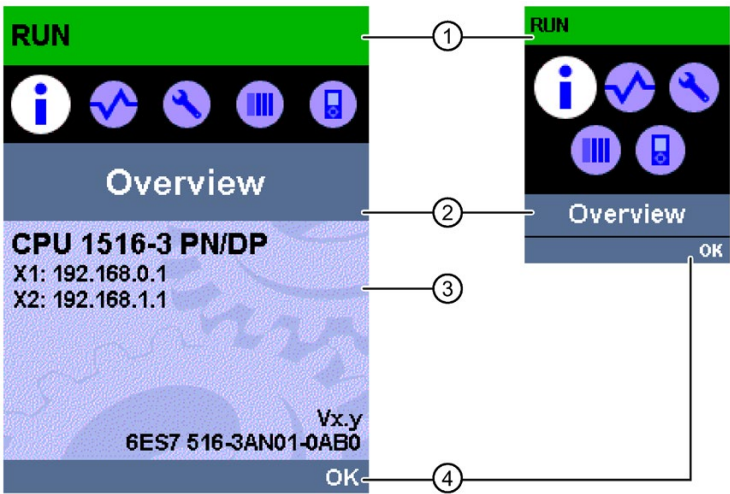 RUN
Overview
CPU 1516-3 PN/DP
X1: 192.168.0.1
X2: 192.168.1.1
Vx.y
6ES7 516-3AN01-0AB0
OK
1
2
3
4
RUN
Overview
OK